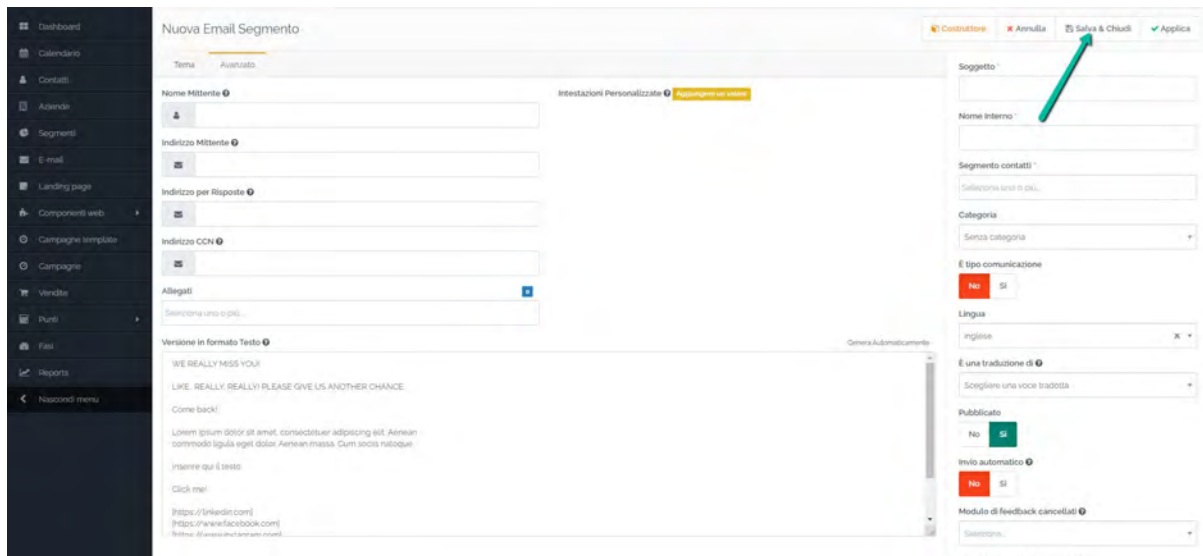 Dashboard
Calendario
Contatti
Aziende
Segmenti
E-mail
Landing page
Componenti web
Campagne template
Campagne
Vendite
Punti
Fasi
Reports
Nascondi menu
Nuova Email Segmento
Costruttore
Annulla
Salva & Chiudi
Applica
Tema
Avanzato
Nome Mittente
Indirizzo Mittente
Indirizzo per Risposte
Indirizzo CCN
Allegati
Seleziona uno o più...
Intestazioni Personalizzate
Aggiungere un valore
Versione in formato Testo
Genera Automaticamente
WE REALLY MISS YOU!
LIKE, REALLY, REALLY! PLEASE GIVE US ANOTHER CHANCE.
Come back!
Lorem ipsum dolor sit amet, consectetuer adipiscing elit. Aenean
commodo ligula eget dolor. Aenean massa. Cum sociis natoque
Inserire qui il testo
Click me!
[https://linkedin.com]
[https://www.facebook.com]
[https://www.instagram.com]
Soggetto *
Nome Interno *
Segmento contatti *
Seleziona uno o più...
Categoria
Senza categoria
È tipo comunicazione
No Sì
Lingua
inglese
È una traduzione di
Scegliere una voce tradotta
Pubblicato
No Sì
Invio automatico
No Sì
Modulo di feedback cancellati
Seleziona...